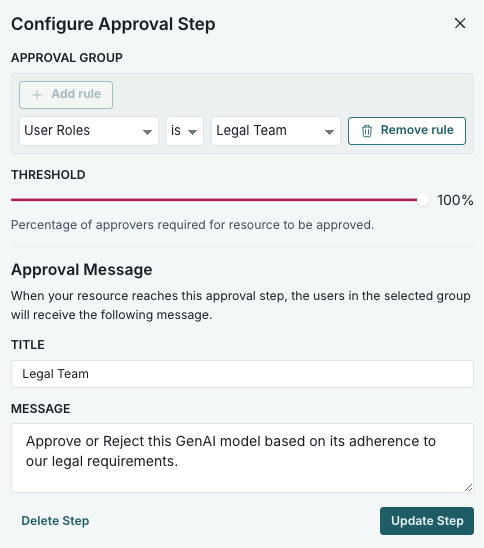 Configure Approval Step
APPROVAL GROUP
Add rule
User Roles is Legal Team Remove rule
THRESHOLD
100%
Percentage of approvers required for resource to be approved.
Approval Message
When your resource reaches this approval step, the users in the selected group
will receive the following message.
TITLE
Legal Team
MESSAGE
Approve or Reject this GenAI model based on its adherence to
our legal requirements.
Delete Step Update Step